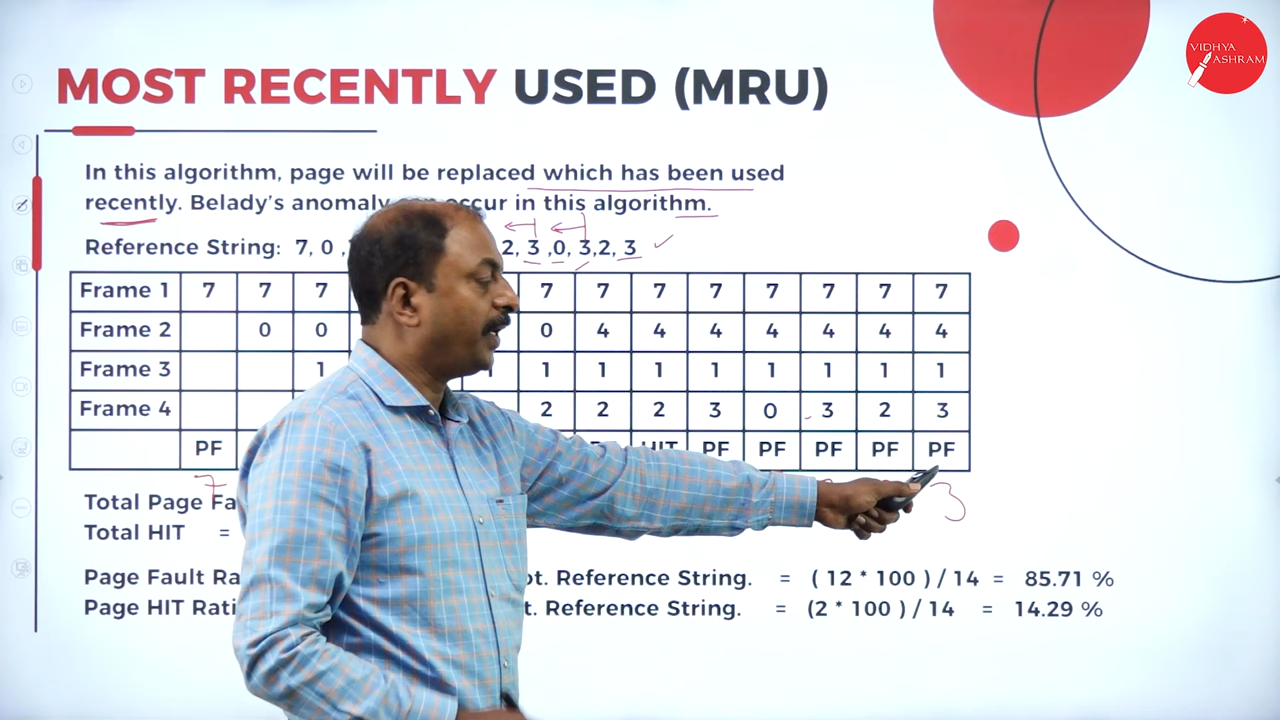 VIDHYA
ASHRAM
MOST RECENTLY USED (MRU)
In this algorithm, page will be replaced which has been used
recently. Belady's anomaly occur in this algorithm.
Reference String: 7, 0, 2, 3 ,0, 3,2, 3
Frame 1 7 7 7 7 7 7 7 7 7 7 7
Frame 2 0 0 0 4 4 4 4 4 4 4
Frame 3 1 1 1 1 1 1 1 1 1 1
Frame 4 2 2 2 3 0 3 2 3
PF HIT PF PF PF PF PF
7 3
Total Page
Total HIT =
Page Fault Reference String. = ( 12 * 100 ) / 14 = 85.71 %
Page HIT Reference String. = (2 * 100 ) / 14 = 14.29 %